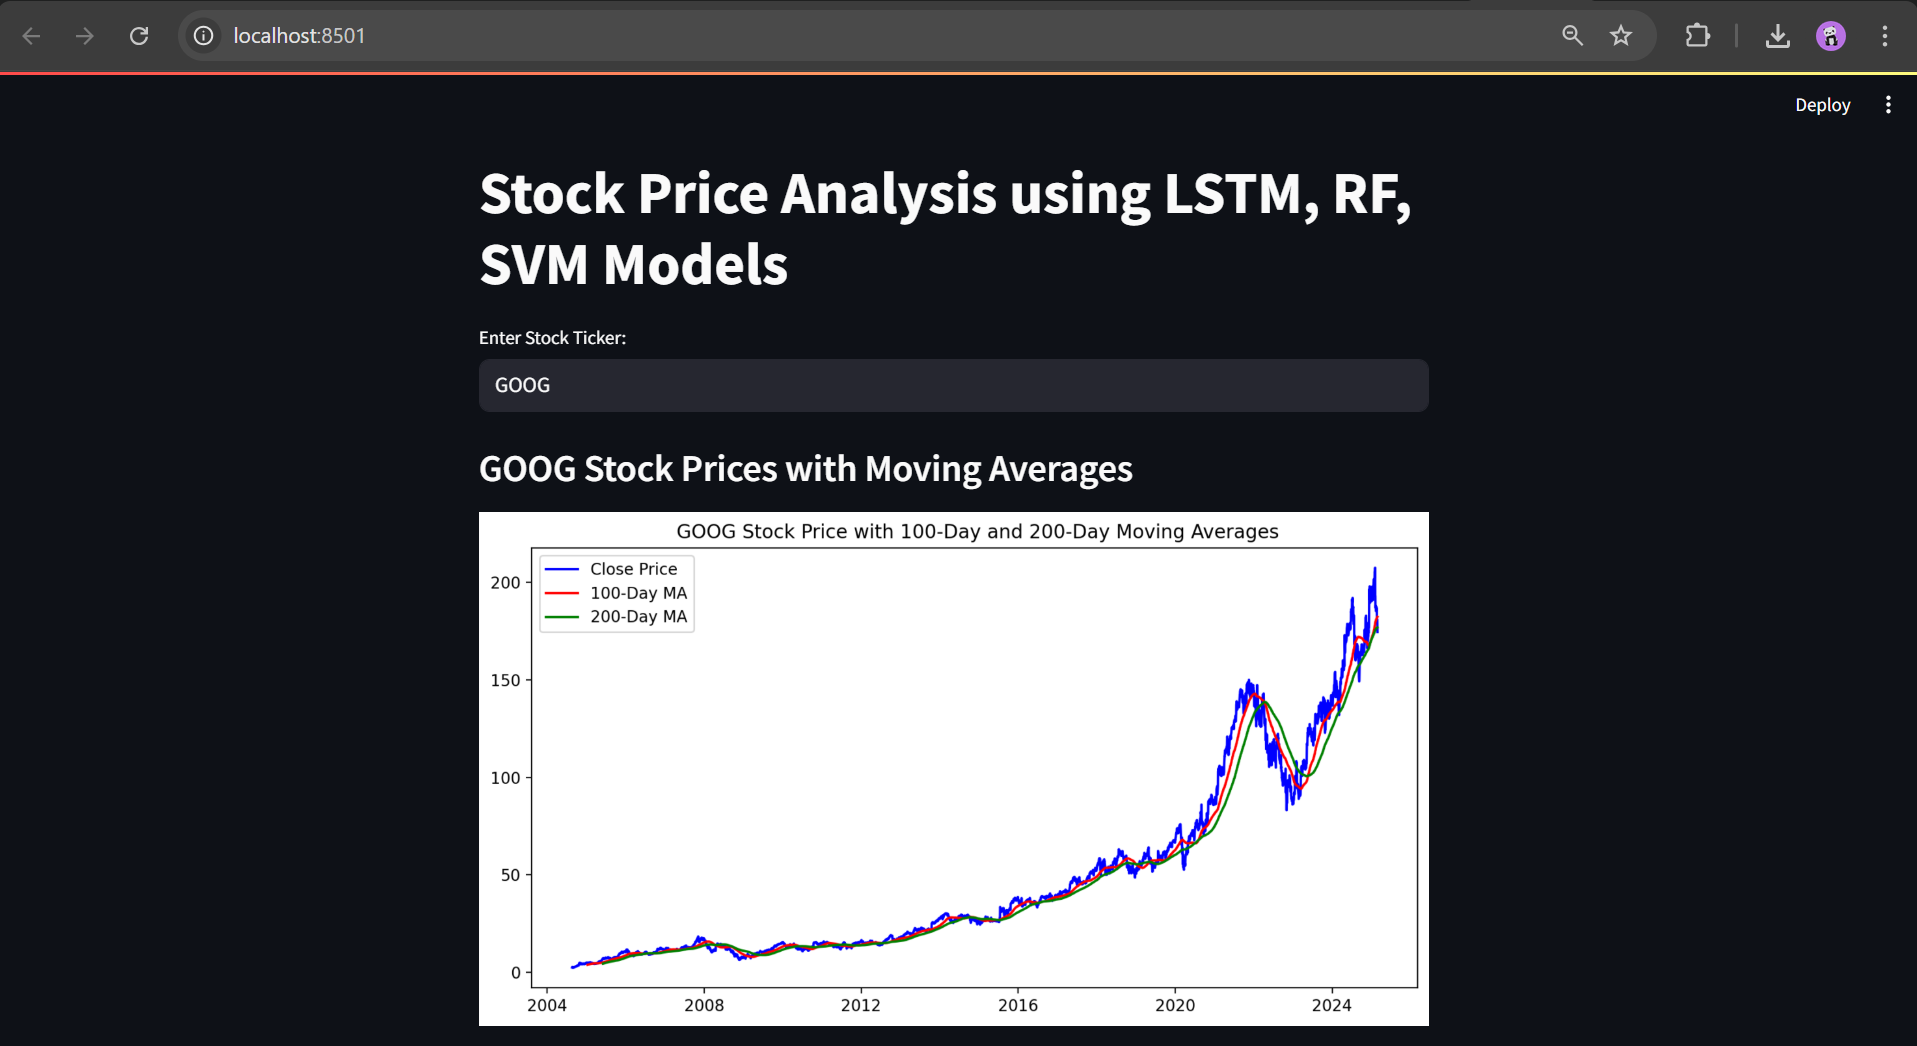 localhost:8501
Deploy
Stock Price Analysis using LSTM, RF,
SVM Models
Enter Stock Ticker:
GOOG
GOOG Stock Prices with Moving Averages
GOOG Stock Price with 100-Day and 200-Day Moving Averages
Close Price
100-Day MA
200-Day MA
200
150
100
50
0
2004 2008 2012 2016 2020 2024